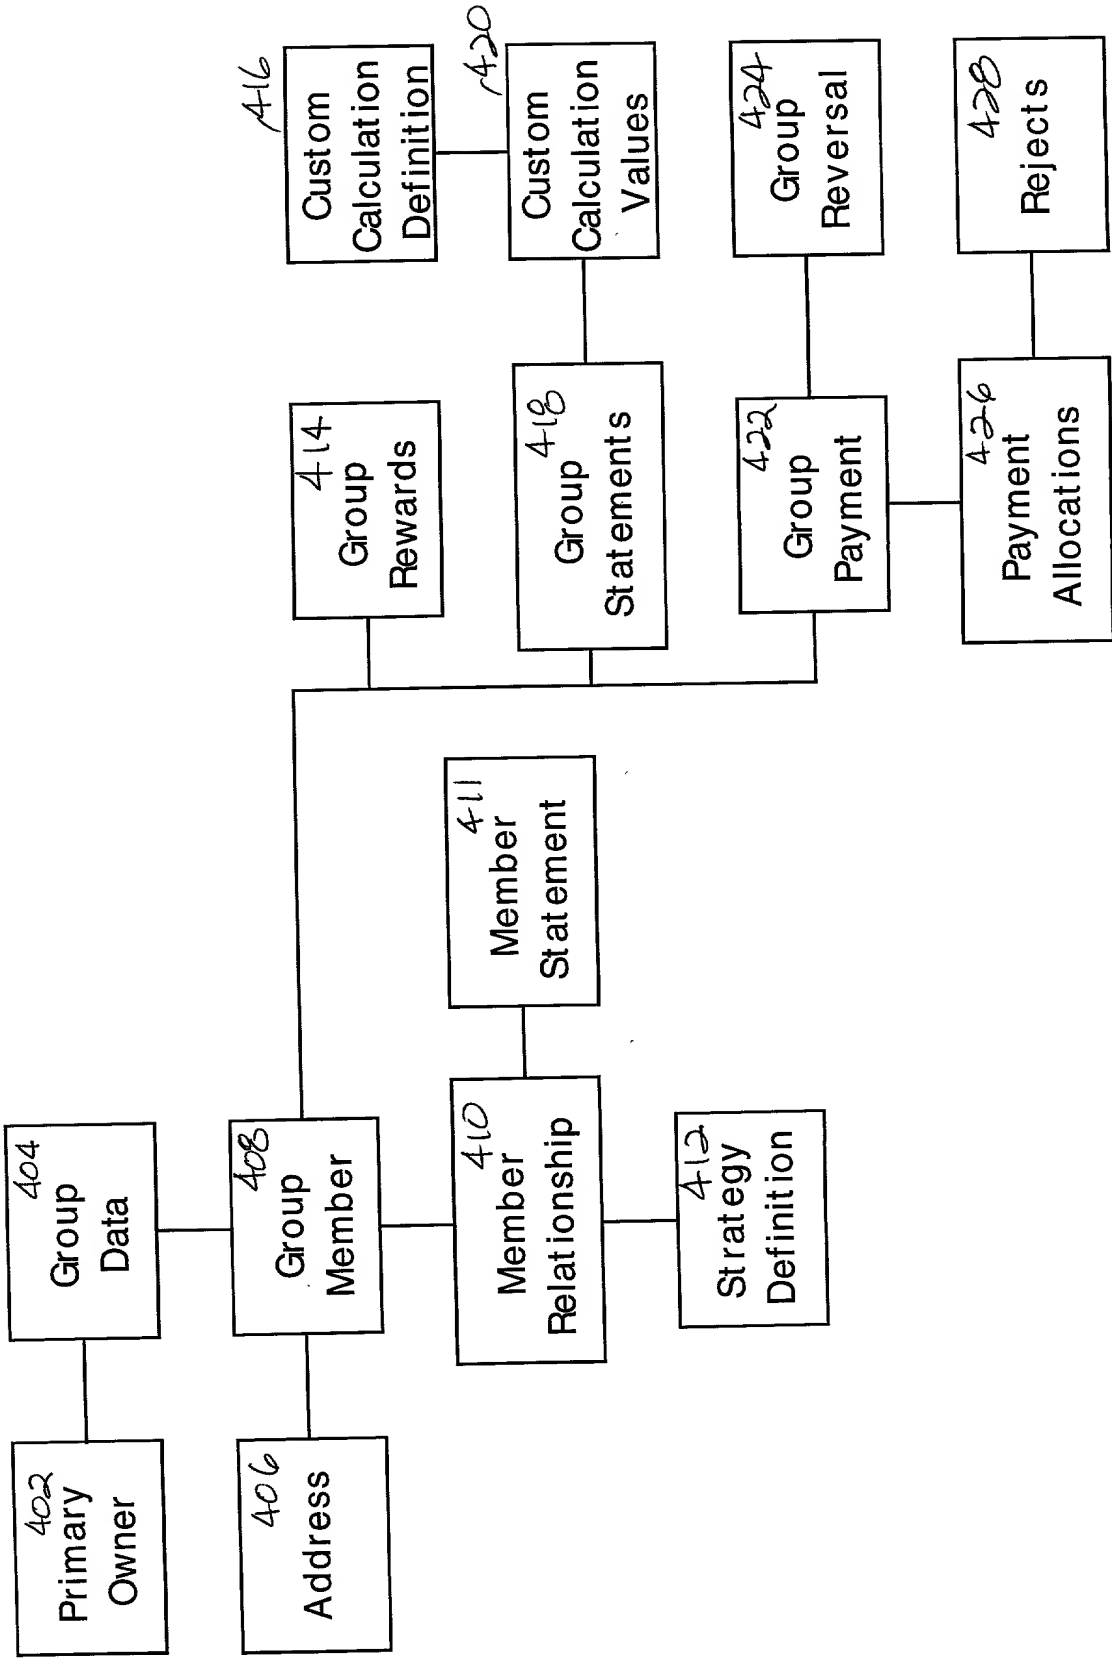 402
Primary
Owner
404
Group
Data
406
Address
408
Group
Member
410
Member
Relationship
411
Member
Statement
412
Strategy
Definition
414
Group
Rewards
416
Custom
Calculation
Definition
418
Group
Statements
420
Custom
Calculation
Values
422
Group
Payment
424
Group
Reversal
426
Payment
Allocations
428
Rejects